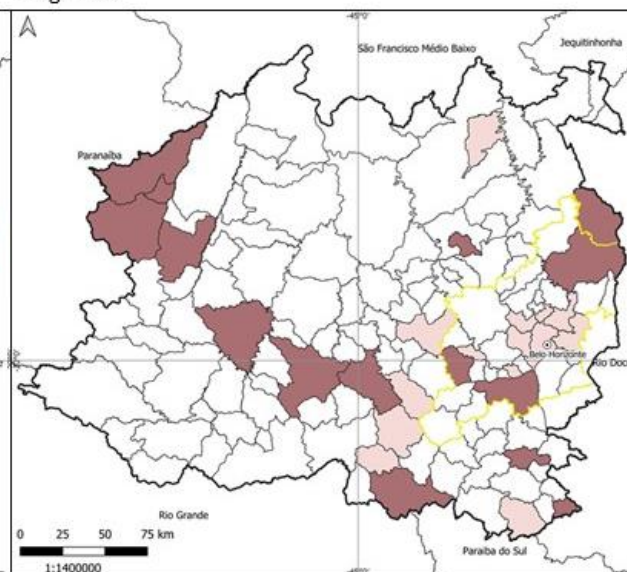 -45°0'
São Francisco Médio Baixo
Jequitinhonha
Paranaíba
Belo Horizonte
Rio Doc
Rio Grande
Paraíba do Sul
0 25 50 75 km
1:1400000